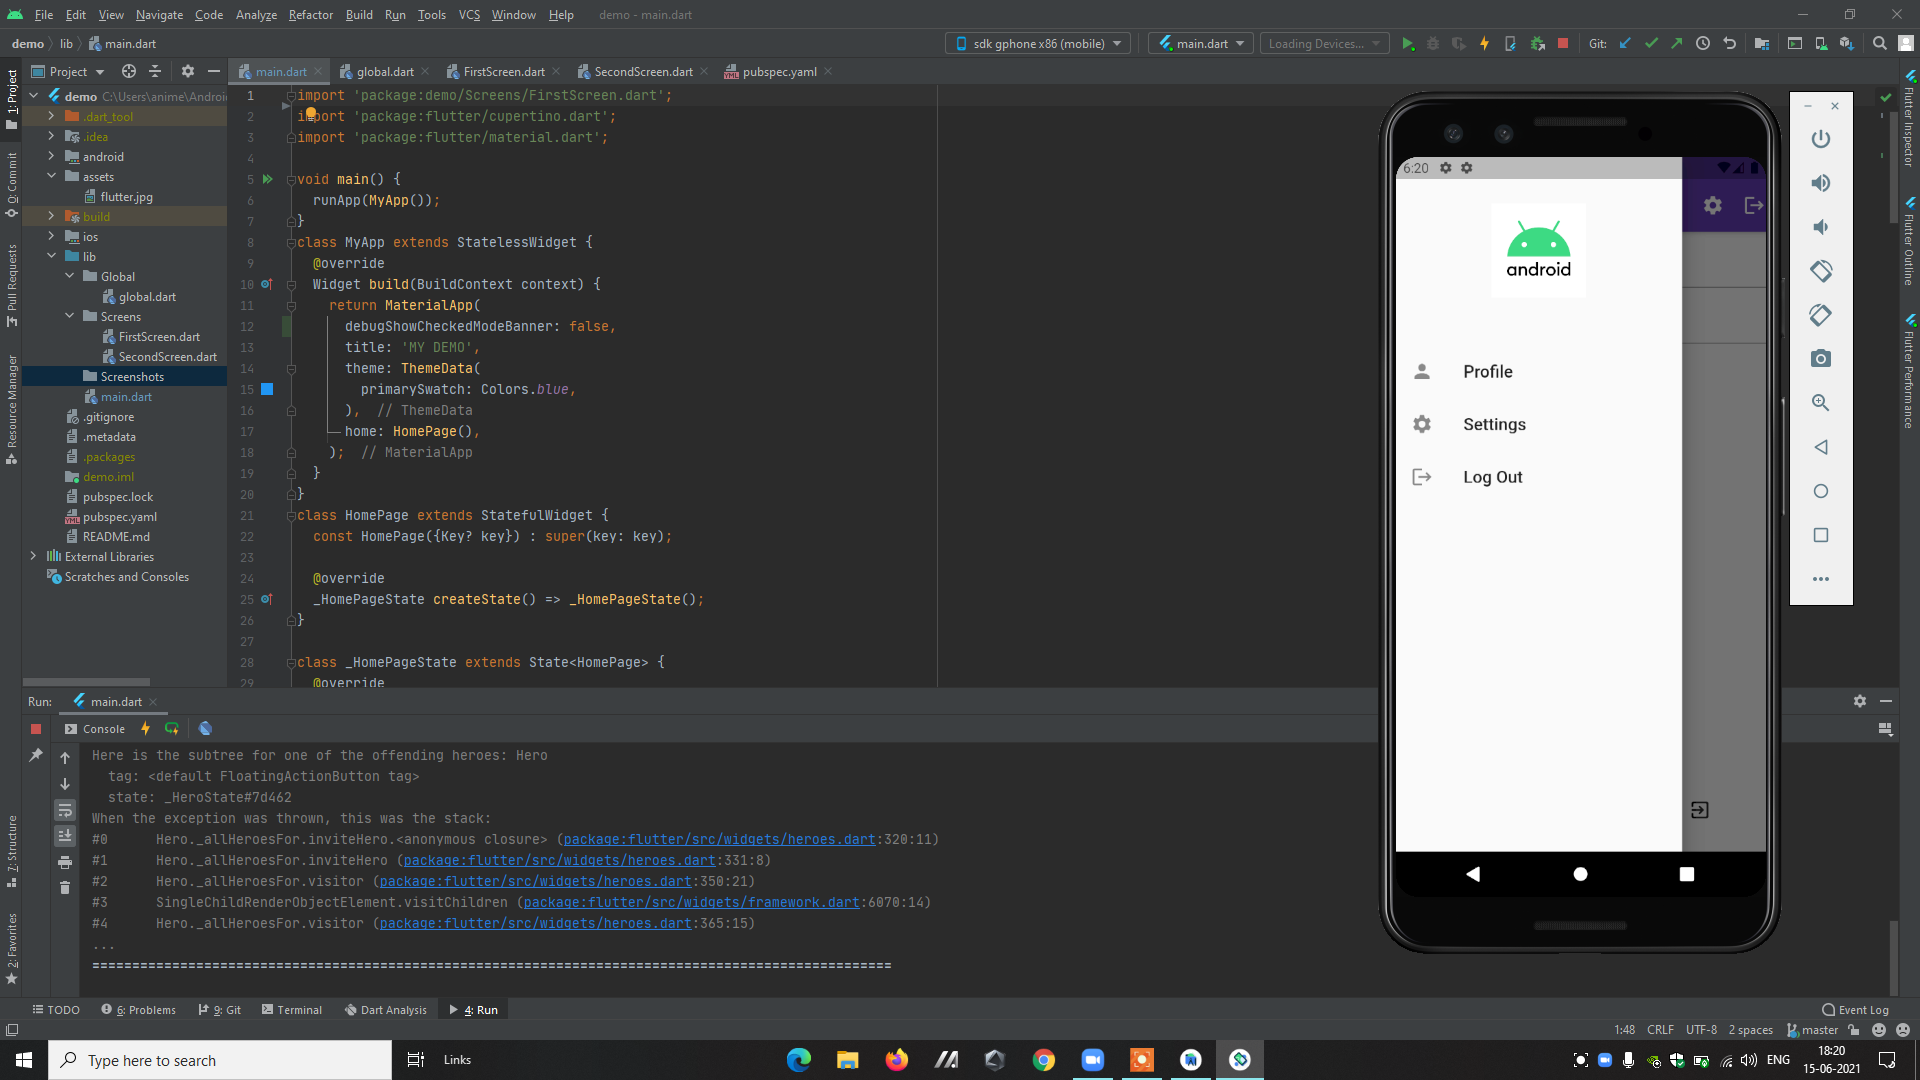 File Edit View Navigate Code Analyze Refactor Build Run Tools VCS Window Help demo - main.dart
demo lib main.dart
sdk gphone x86 (mobile) main.dart Loading Devices... Git:
Project
main.dart global.dart FirstScreen.dart SecondScreen.dart pubspec.yaml
1: Project
0: Commit
Pull Requests
Resource Manager
7: Structure
2: Favorites
demo C:\Users\anime\Androi
.dart_tool
.idea
android
assets
flutter.jpg
build
ios
lib
Global
global.dart
Screens
FirstScreen.dart
SecondScreen.dart
Screenshots
main.dart
.gitignore
.metadata
.packages
demo.iml
pubspec.lock
pubspec.yaml
README.md
External Libraries
Scratches and Consoles
1 import 'package:demo/Screens/FirstScreen.dart';
2 import 'package:flutter/cupertino.dart';
3 import 'package:flutter/material.dart';
4
5 void main() {
6 runApp(MyApp());
7 }
8 class MyApp extends StatelessWidget {
9 @override
10 Widget build(BuildContext context) {
11 return MaterialApp(
12 debugShowCheckedModeBanner: false,
13 title: 'MY DEMO',
14 theme: ThemeData(
15 primarySwatch: Colors.blue,
16 ), // ThemeData
17 home: HomePage(),
18 ); // MaterialApp
19 }
20 }
21 class HomePage extends StatefulWidget {
22 const HomePage({Key? key}) : super(key: key);
23
24 @override
25 _HomePageState createState() => _HomePageState();
26 }
27
28 class _HomePageState extends State<HomePage> {
29 @override
6:20
android
Profile
Settings
Log Out
Flutter Inspector
Flutter Outline
Flutter Performance
Run: main.dart
Console
Here is the subtree for one of the offending heroes: Hero
tag: <default FloatingActionButton tag>
state: _HeroState#7d462
When the exception was thrown, this was the stack:
#0 Hero._allHeroesFor.inviteHero.<anonymous closure> (package:flutter/src/widgets/heroes.dart:320:11)
#1 Hero._allHeroesFor.inviteHero (package:flutter/src/widgets/heroes.dart:331:8)
#2 Hero._allHeroesFor.visitor (package:flutter/src/widgets/heroes.dart:350:21)
#3 SingleChildRenderObjectElement.visitChildren (package:flutter/src/widgets/framework.dart:6070:14)
#4 Hero._allHeroesFor.visitor (package:flutter/src/widgets/heroes.dart:365:15)
...
====================================================================================================
TODO 6: Problems 9: Git Terminal Dart Analysis 4: Run Event Log
1:48 CRLF UTF-8 2 spaces master
Type here to search Links ENG 18:20
15-06-2021